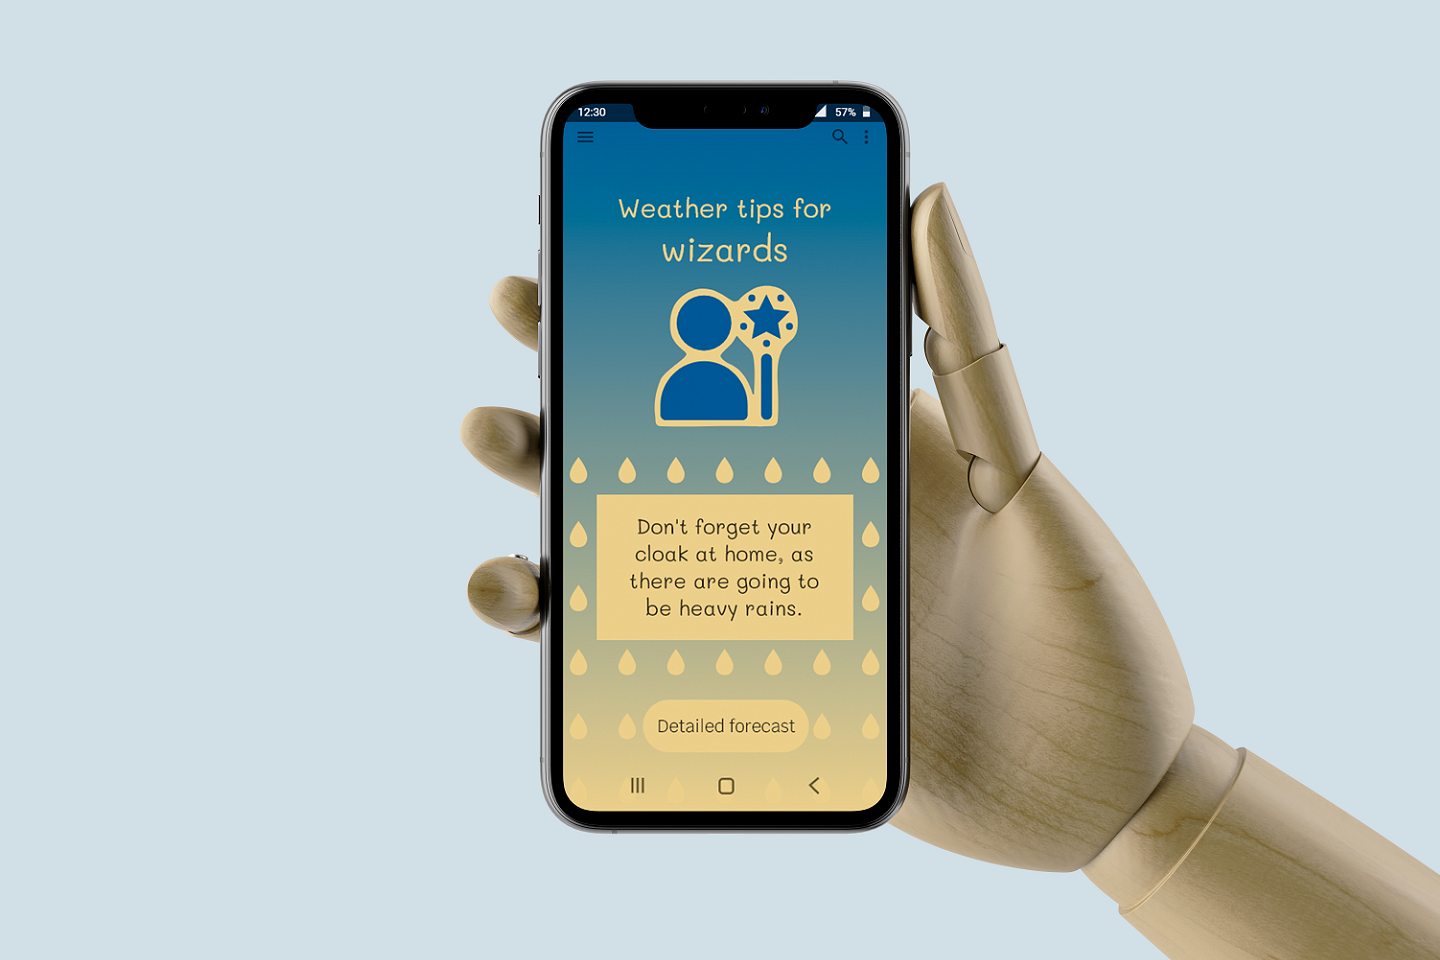 12:30
57%
Weather tips for
wizards
Don't forget your
cloak at home, as
there are going to
be heavy rains.
Detailed forecast